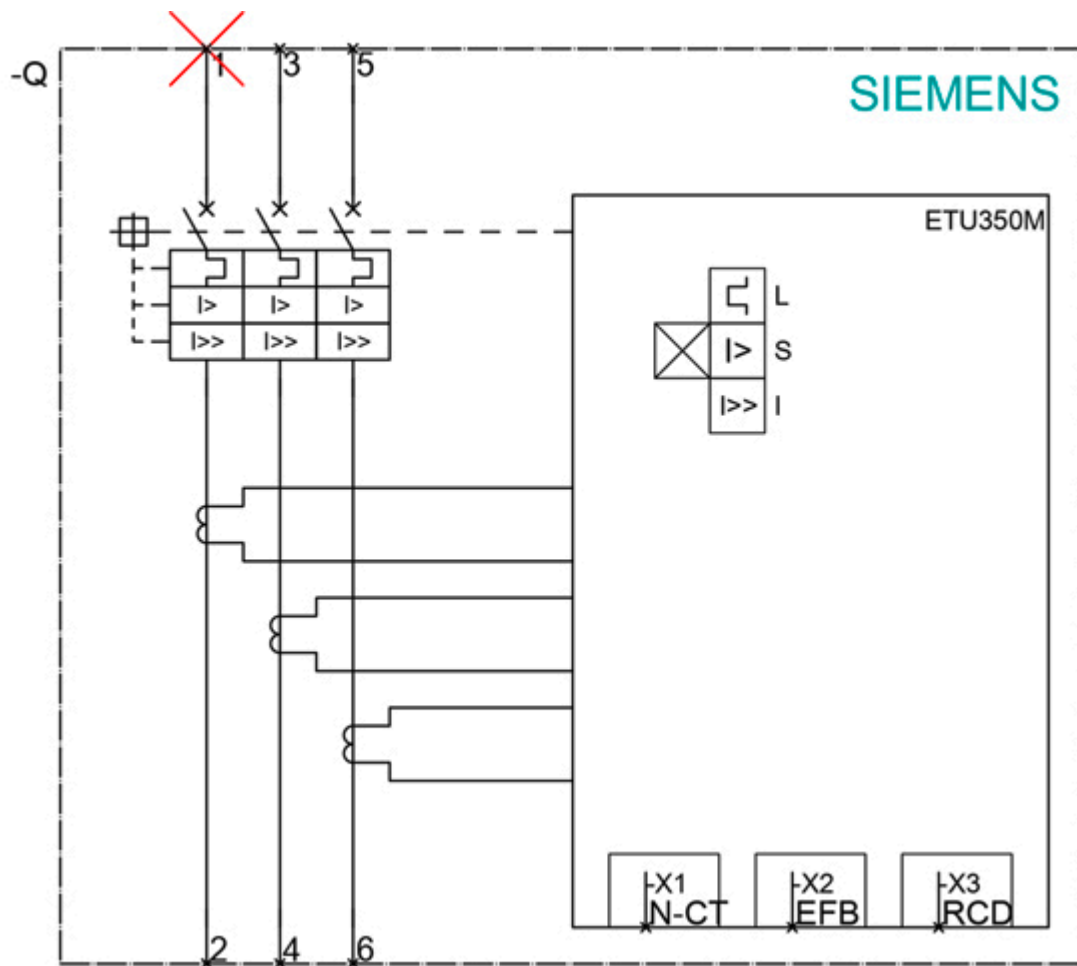 1 3 5
-Q
SIEMENS
ETU350M
L
|> |> |> |> S
|>> |>> |>> |>> I
-X1 -X2 -X3
N-CT EFB RCD
2 4 6